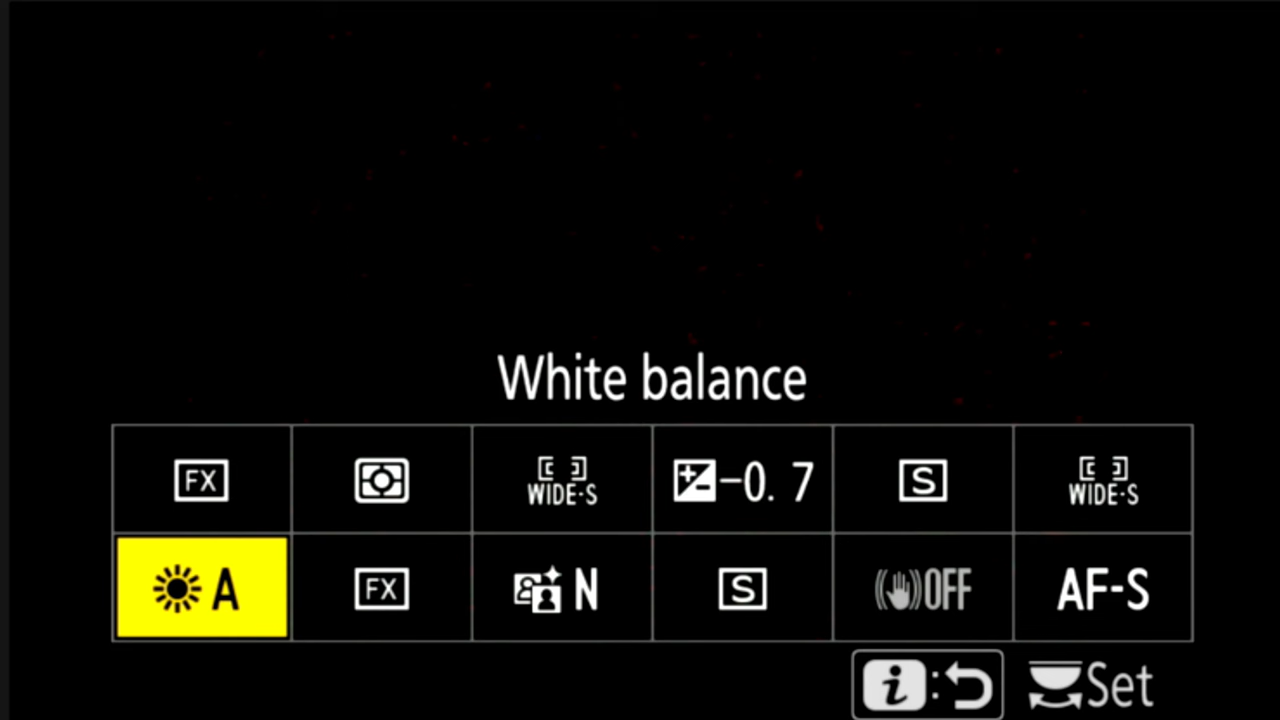 White balance
FX WIDE-S -0.7 S WIDE-S
A FX N S OFF AF-S
i : Set